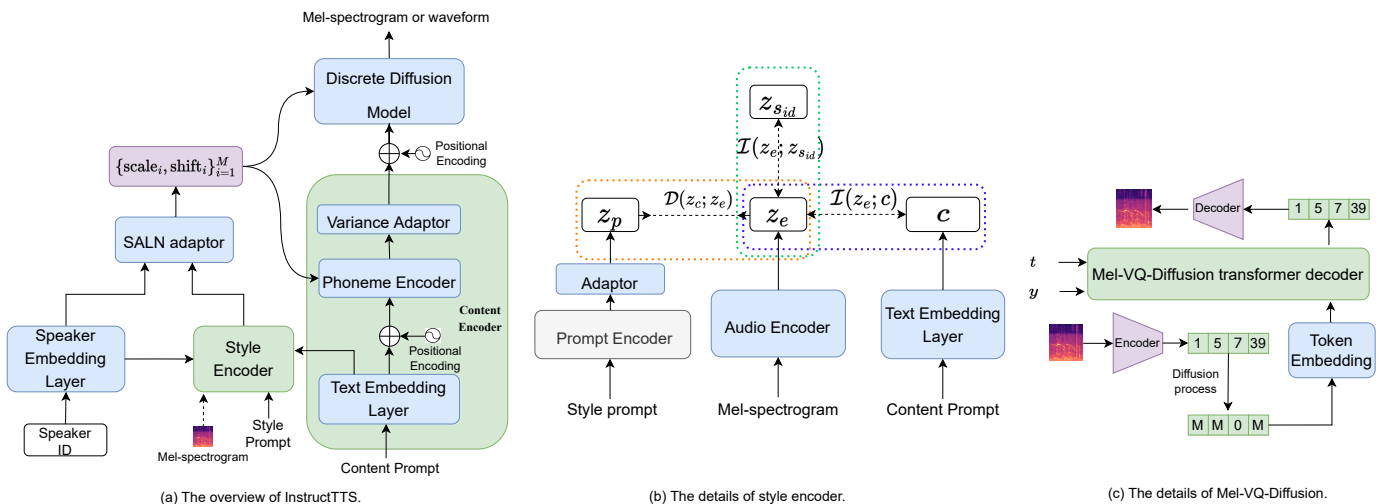 Mel-spectrogram or waveform
Discrete Diffusion
Model
Positional
Encoding
{scale_i, shift_i}_{i=1}^M
Variance Adaptor
SALN adaptor
Phoneme Encoder
Content
Encoder
Positional
Encoding
Speaker
Embedding
Layer
Style
Encoder
Text Embedding
Layer
Speaker
ID
Mel-spectrogram
Style
Prompt
Content Prompt
(a) The overview of InstructTTS.
z_{s_{id}}
I(z_e; z_{s_{id}})
D(z_c; z_e)
I(z_e; c)
z_p
z_e
c
Adaptor
Prompt Encoder
Audio Encoder
Text Embedding
Layer
Style prompt
Mel-spectrogram
Content Prompt
(b) The details of style encoder.
Decoder
1 5 7 39
t
y
Mel-VQ-Diffusion transformer decoder
Encoder
1 5 7 39
Token
Embedding
Diffusion
process
M M 0 M
(c) The details of Mel-VQ-Diffusion.